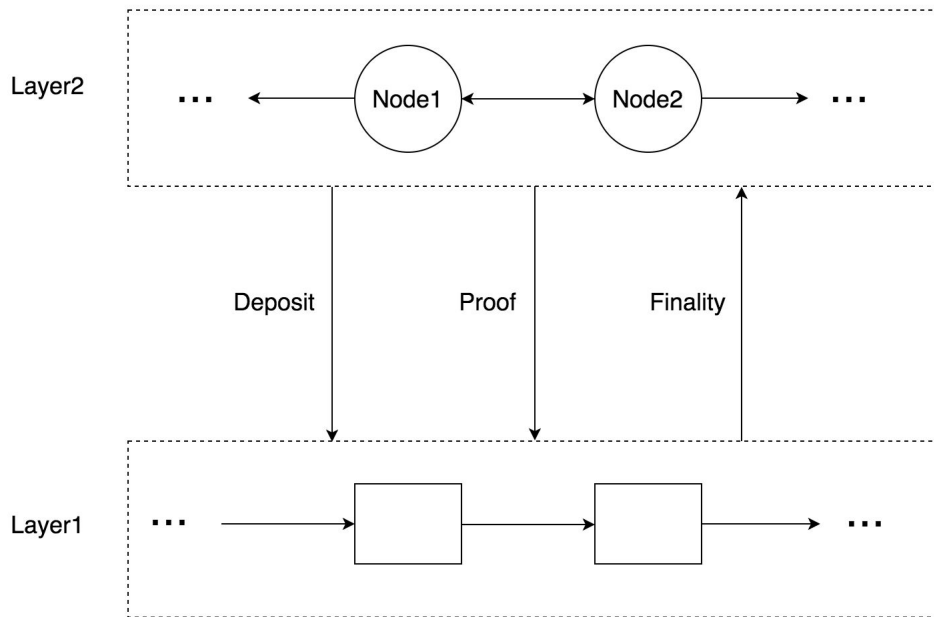 Layer2
... Node1 Node2 ...
Deposit Proof Finality
Layer1
... ...